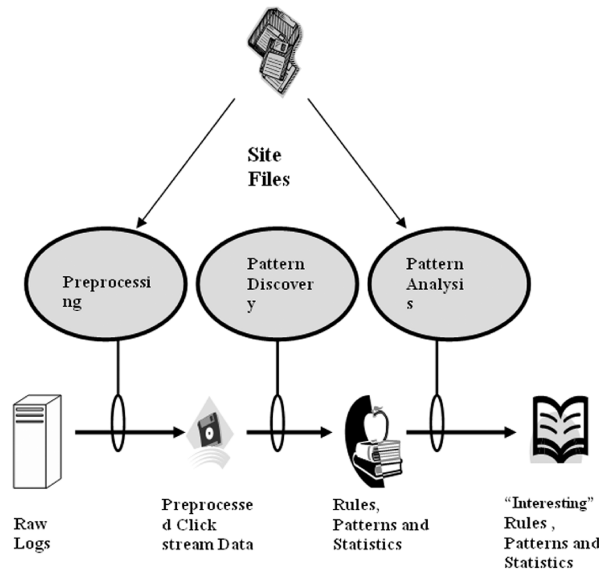 Site
Files
Preprocessi
ng
Pattern
Discover
y
Pattern
Analysi
s
Raw
Logs
Preprocesse
d Click
stream Data
Rules,
Patterns and
Statistics
“Interesting”
Rules ,
Patterns and
Statistics